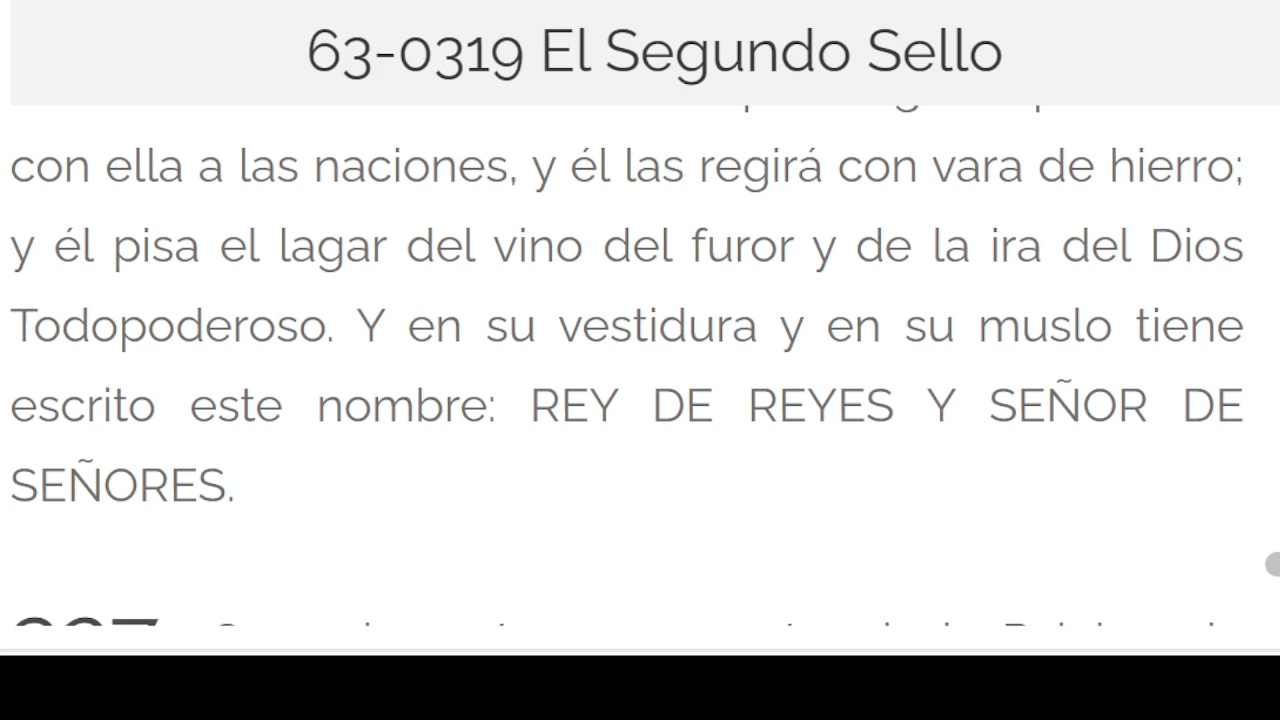 63-0319 El Segundo Sello
con ella a las naciones, y él las regirá con vara de hierro;
y él pisa el lagar del vino del furor y de la ira del Dios
Todopoderoso. Y en su vestidura y en su muslo tiene
escrito este nombre: REY DE REYES Y SEÑOR DE
SEÑORES.